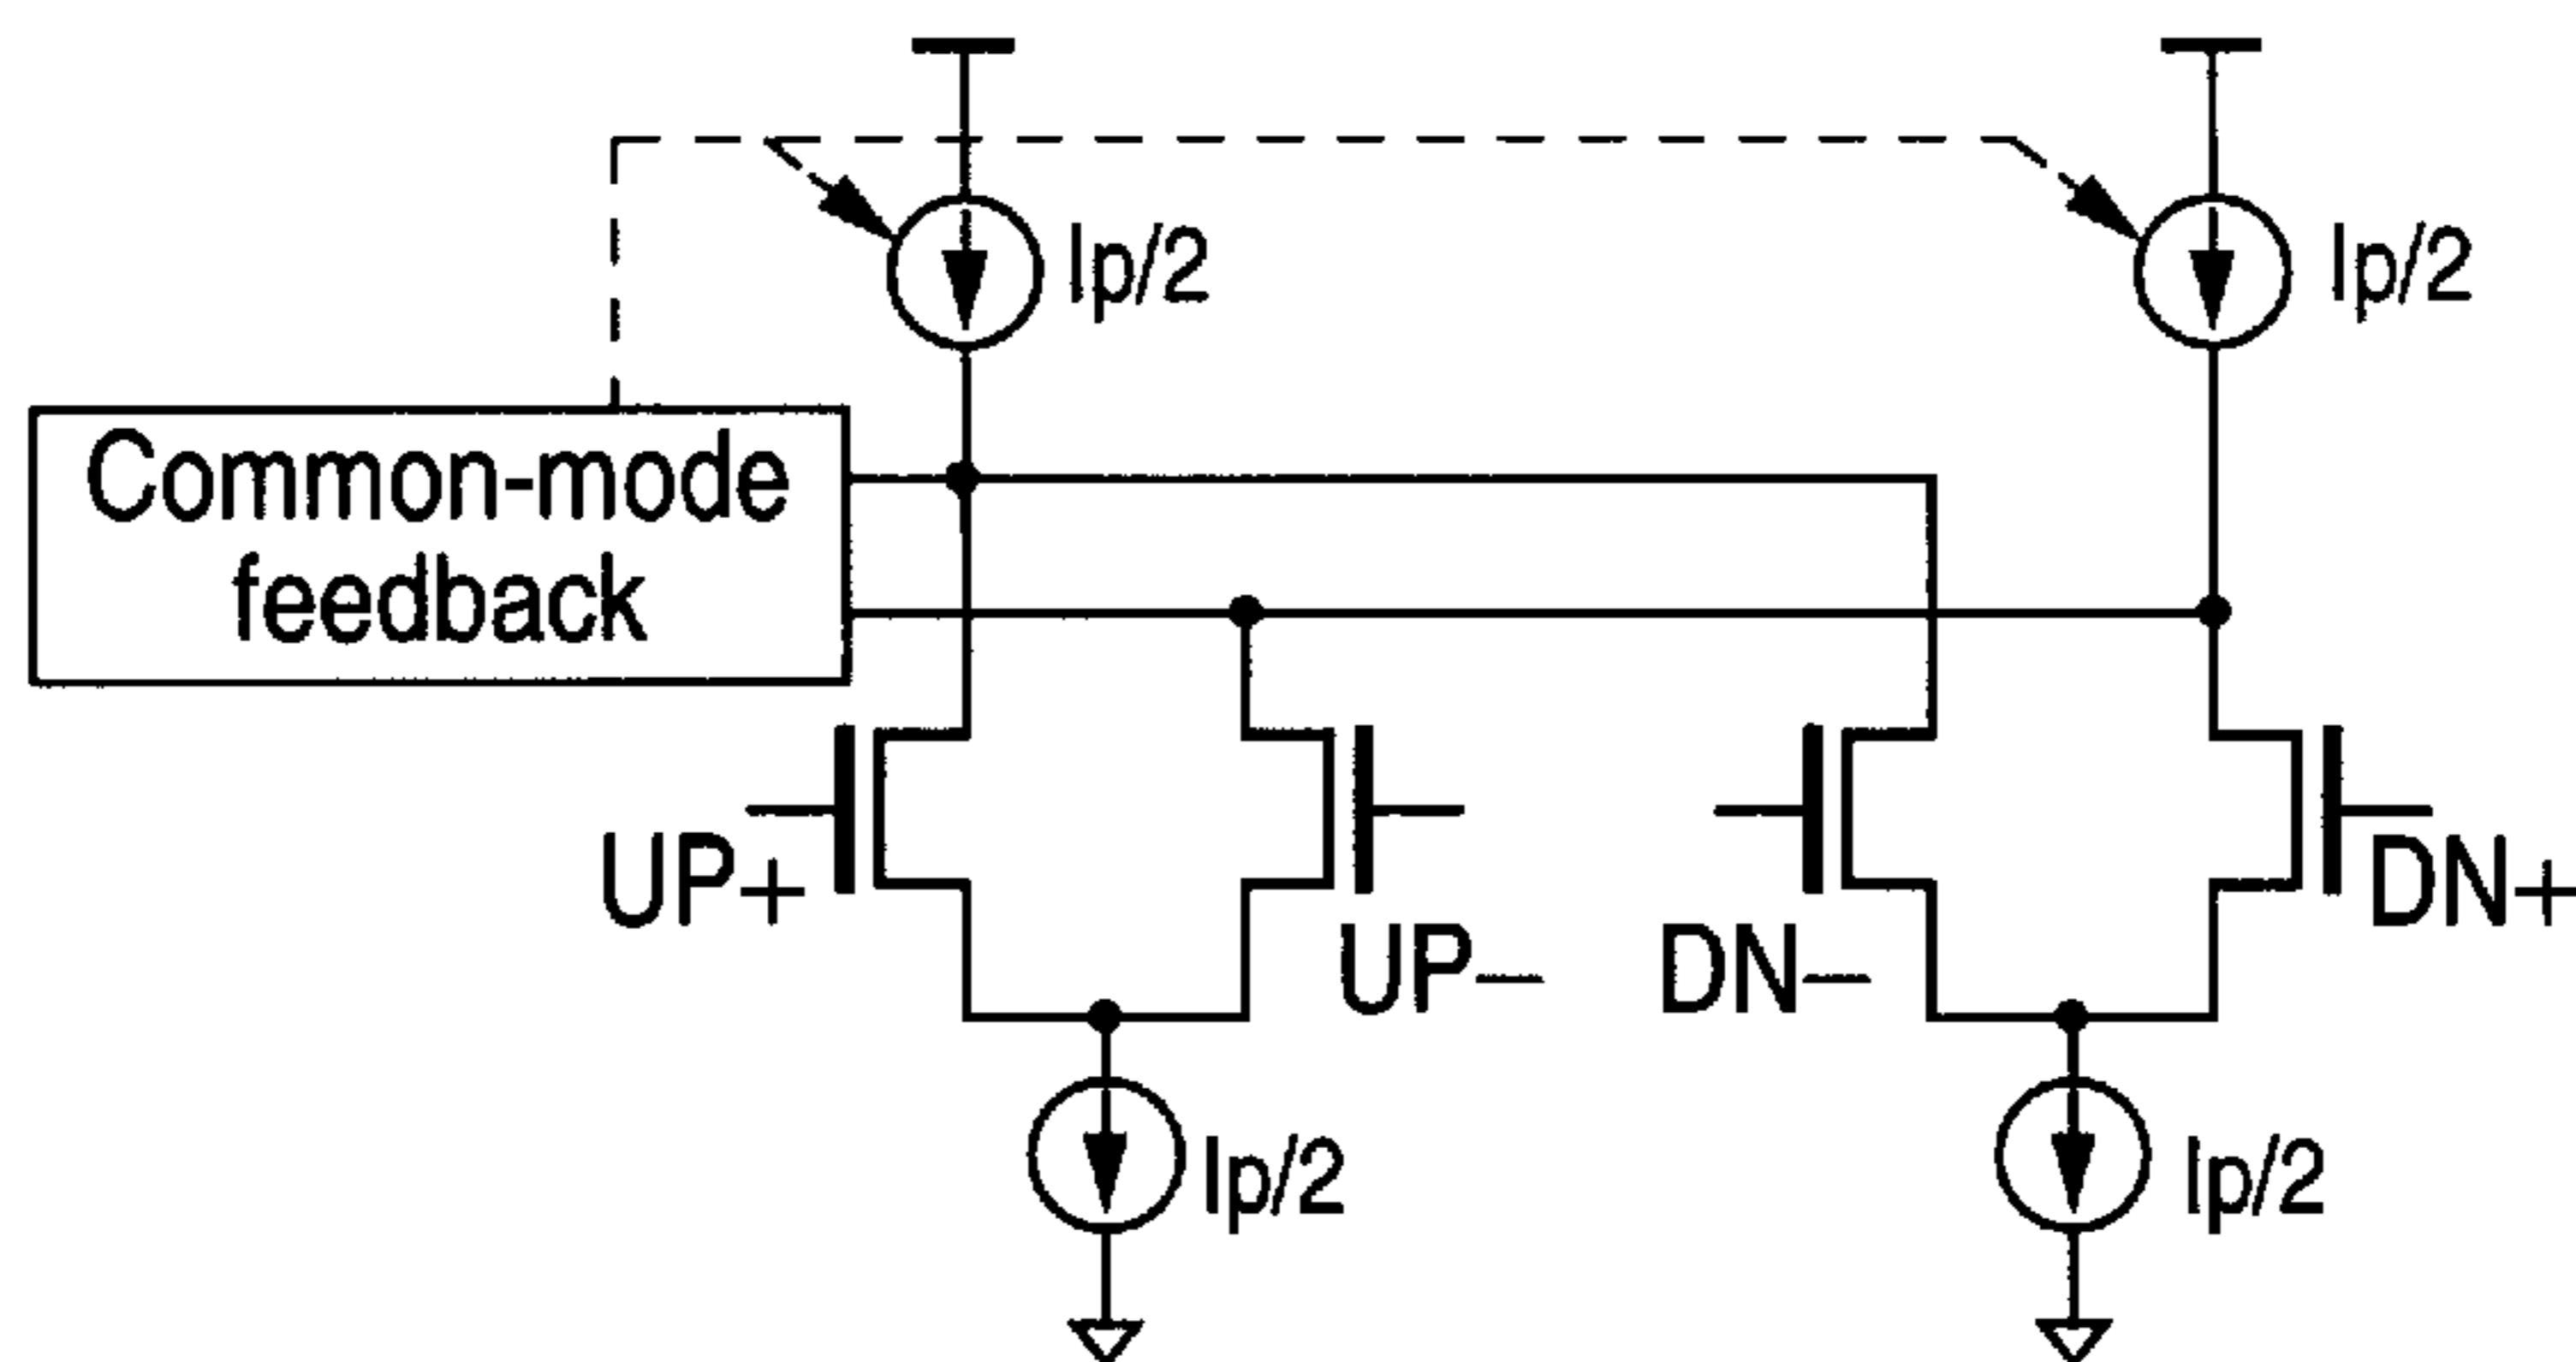 Ip/2
Ip/2
Common-mode
feedback
UP+
UP−
DN−
DN+
Ip/2
Ip/2